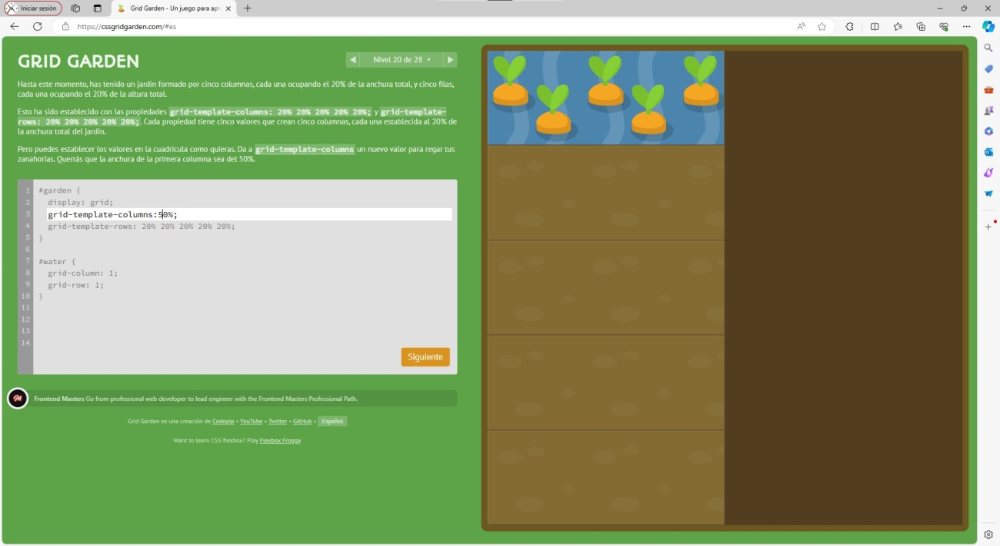 Iniciar sesión
Grid Garden - Un juego para apr
https://cssgridgarden.com/#es
GRID GARDEN
Nivel 20 de 28
Hasta este momento, has tenido un jardín formado por cinco columnas, cada una ocupando el 20% de la anchura total, y cinco filas,
cada una ocupando el 20% de la altura total.
Esto ha sido establecido con las propiedades grid-template-columns: 20% 20% 20% 20% 20%; y grid-template-
rows: 20% 20% 20% 20% 20%;. Cada propiedad tiene cinco valores que crean cinco columnas, cada una establecida al 20% de
la anchura total del jardín.
Pero puedes establecer los valores en la cuadrícula como quieras. Da a grid-template-columns un nuevo valor para regar tus
zanahorias. Querrás que la anchura de la primera columna sea del 50%.
1 #garden {
2 display: grid;
3 grid-template-columns:50%;
4 grid-template-rows: 20% 20% 20% 20% 20%;
5 }
6
7 #water {
8 grid-column: 1;
9 grid-row: 1;
10 }
11
12
13
14
Siguiente
Frontend Masters Go from professional web developer to lead engineer with the Frontend Masters Professional Path.
Grid Garden es una creación de Codepip • YouTube • Twitter • GitHub • Español
Want to learn CSS flexbox? Play Flexbox Froggy.